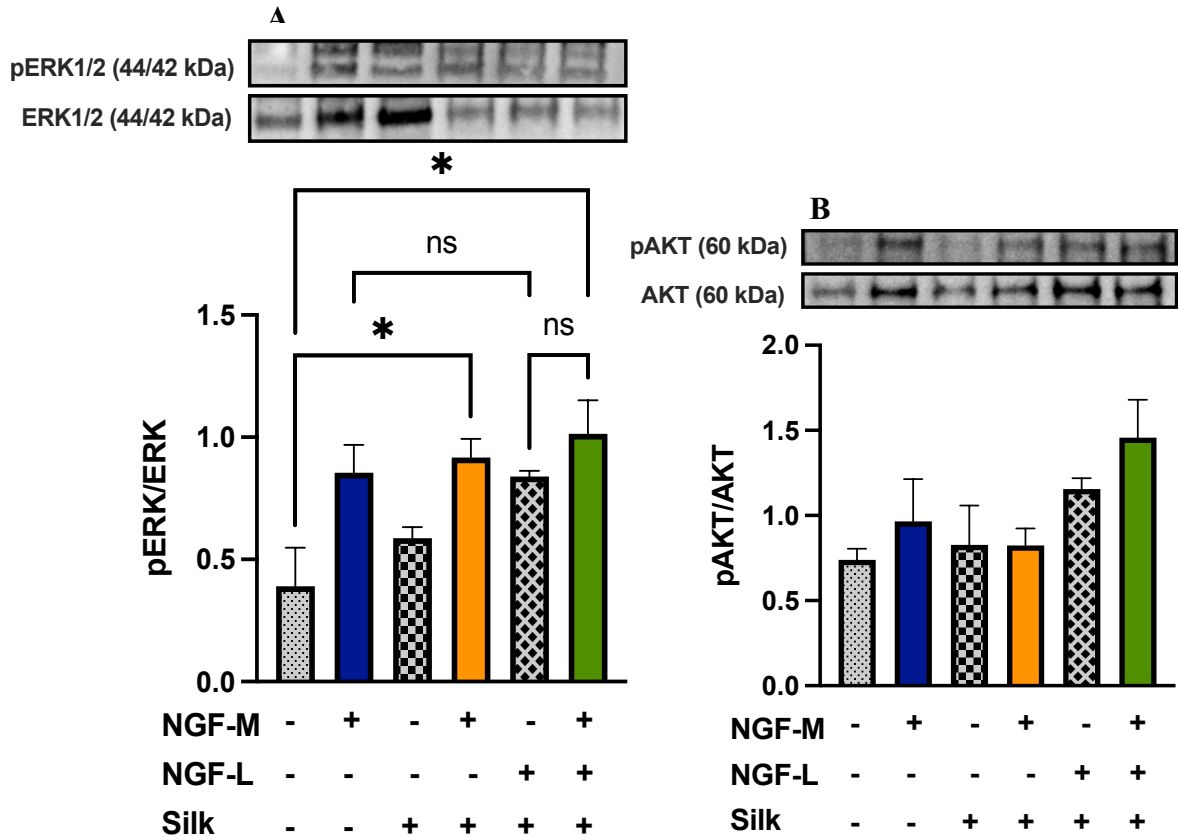 A
pERK1/2 (44/42 kDa)
ERK1/2 (44/42 kDa)
*
ns
*
ns
1.5
1.0
0.5
0.0
pERK/ERK
NGF-M - + - + - +
NGF-L - - - - + +
Silk - - + + + +
B
pAKT (60 kDa)
AKT (60 kDa)
2.0
1.5
1.0
0.5
0.0
pAKT/AKT
NGF-M - + - + - +
NGF-L - - - - + +
Silk - - + + + +